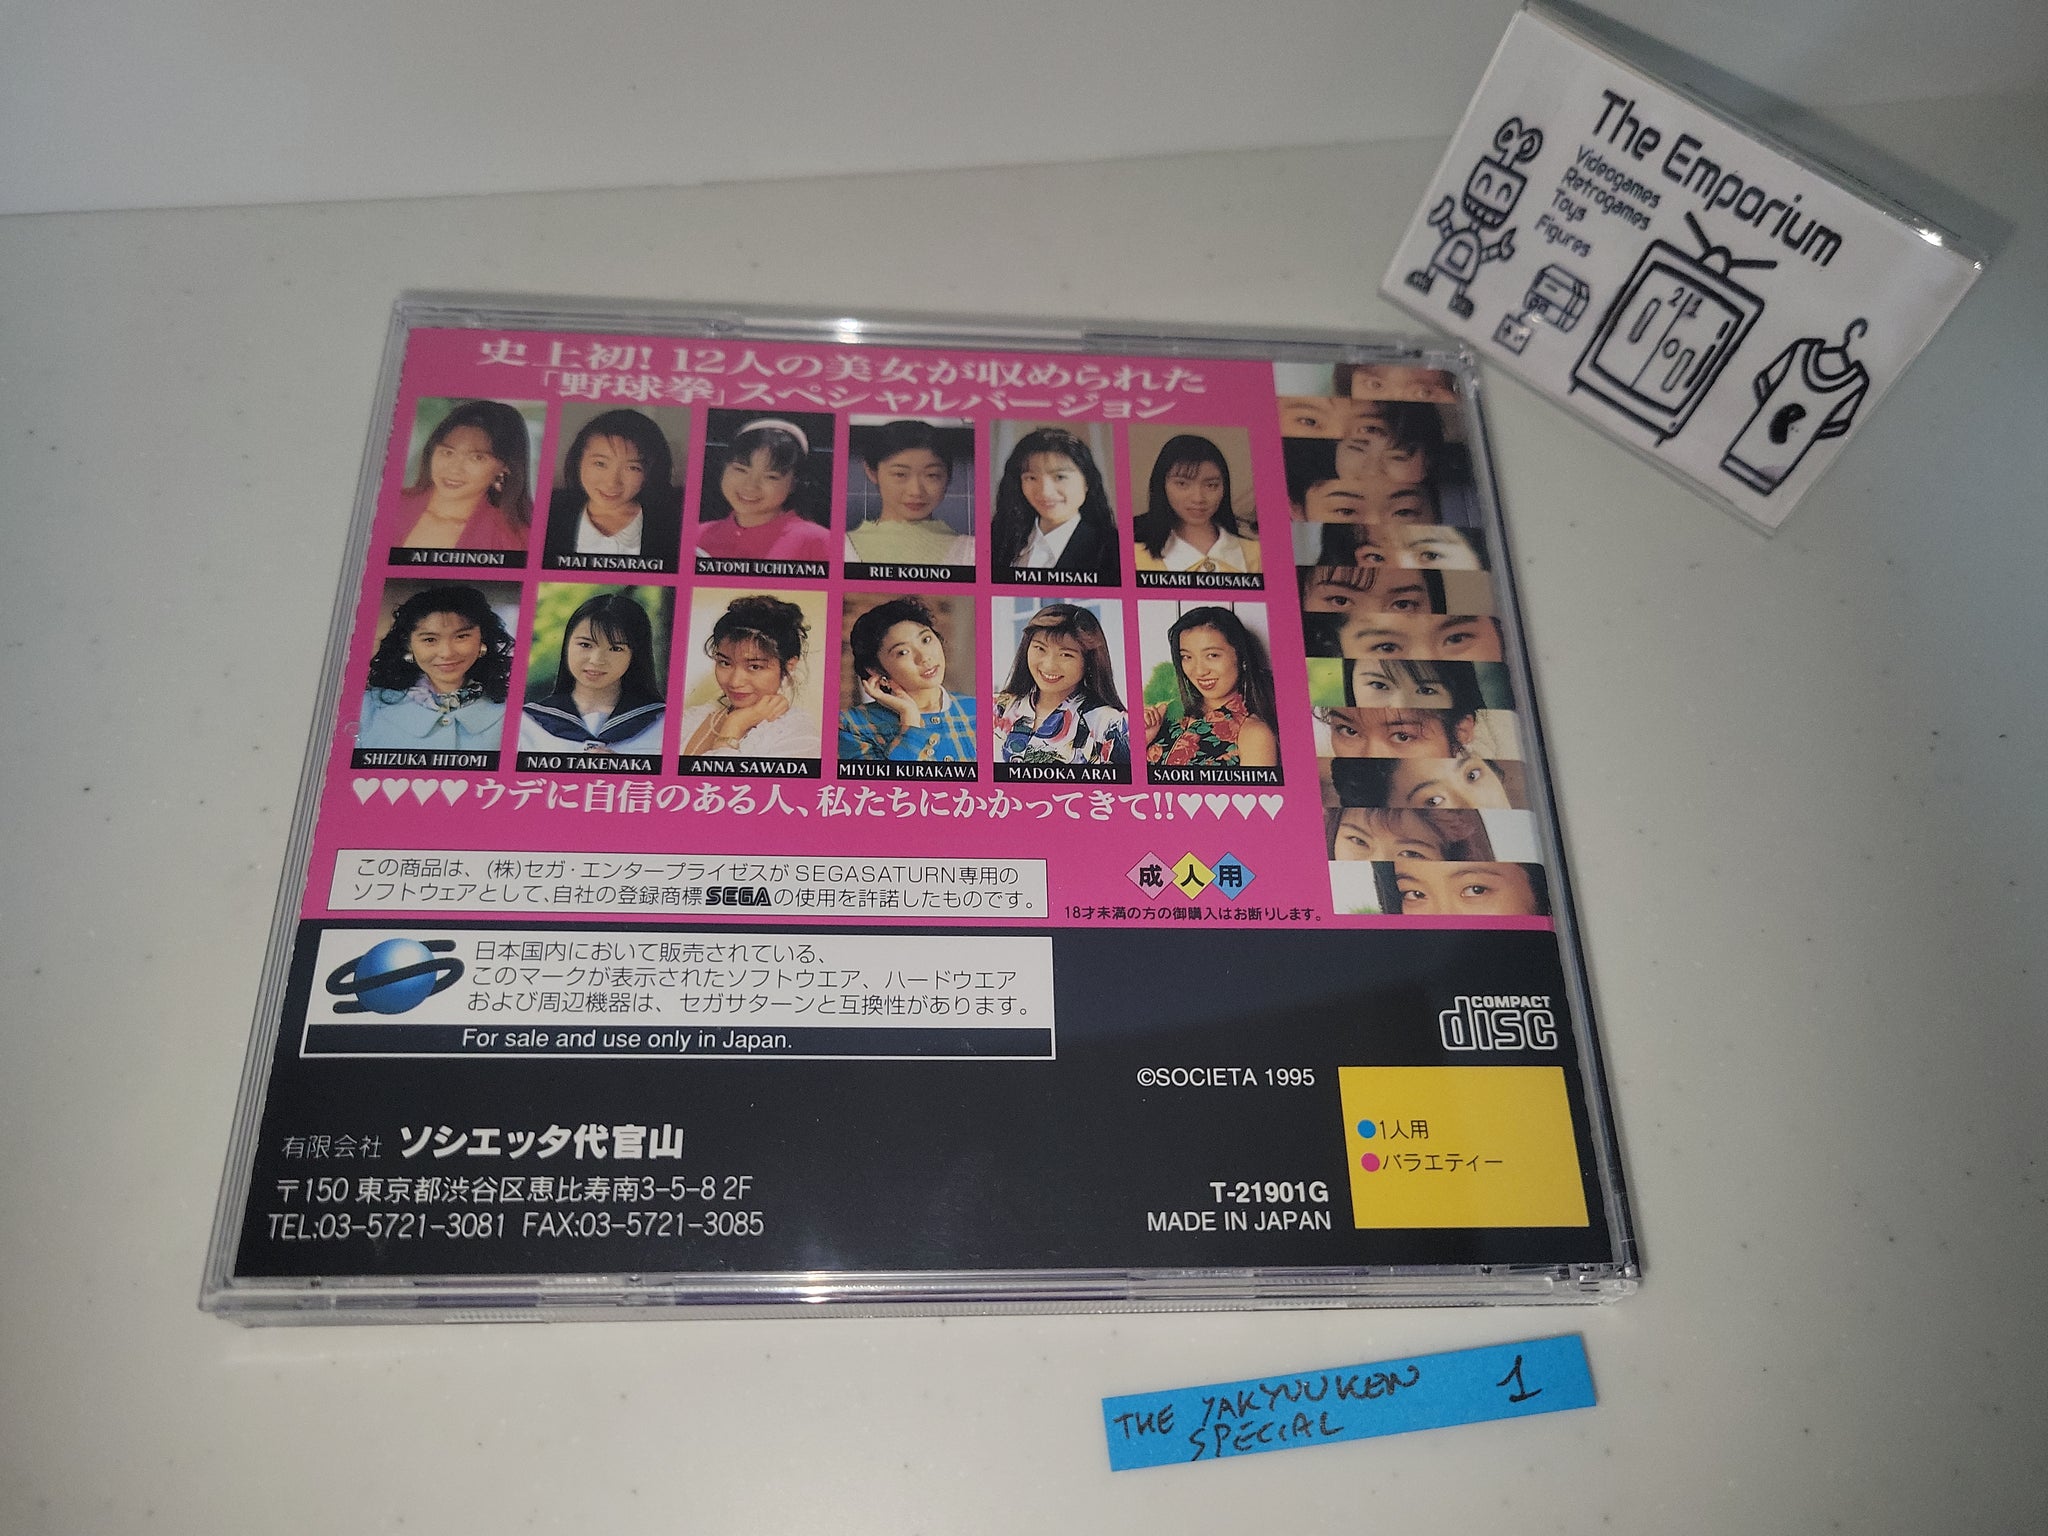 The Emporium
Videogames
Retrogames
Toys
Figures
史上初! 12人の美女が収められた
「野球拳」スペシャルバージョン
AI ICHINOKI
MAI KISARAGI
SATOMI UCHIYAMA
RIE KOUNO
MAI MISAKI
YUKARI KOUSAKA
SHIZUKA HITOMI
NAO TAKENAKA
ANNA SAWADA
MIYUKI KURAKAWA
MADOKA ARAI
SAORI MIZUSHIMA
♥♥♥♥ウデに自信のある人、私たちにかかってきて!!♥♥♥♥
この商品は、(株)セガ・エンタープライゼスがSEGASATURN専用の
ソフトウェアとして、自社の登録商標SEGAの使用を許諾したものです。
成人用
18才未満の方の御購入はお断りします。
日本国内において販売されている、
このマークが表示されたソフトウエア、ハードウエア
および周辺機器は、セガサターンと互換性があります。
For sale and use only in Japan.
COMPACT
disc
©SOCIETA 1995
有限会社 ソシエッタ代官山
〒150 東京都渋谷区恵比寿南3-5-8 2F
TEL:03-5721-3081 FAX:03-5721-3085
T-21901G
MADE IN JAPAN
●1人用
●バラエティー
THE YAKYUUKEN 1
SPECIAL